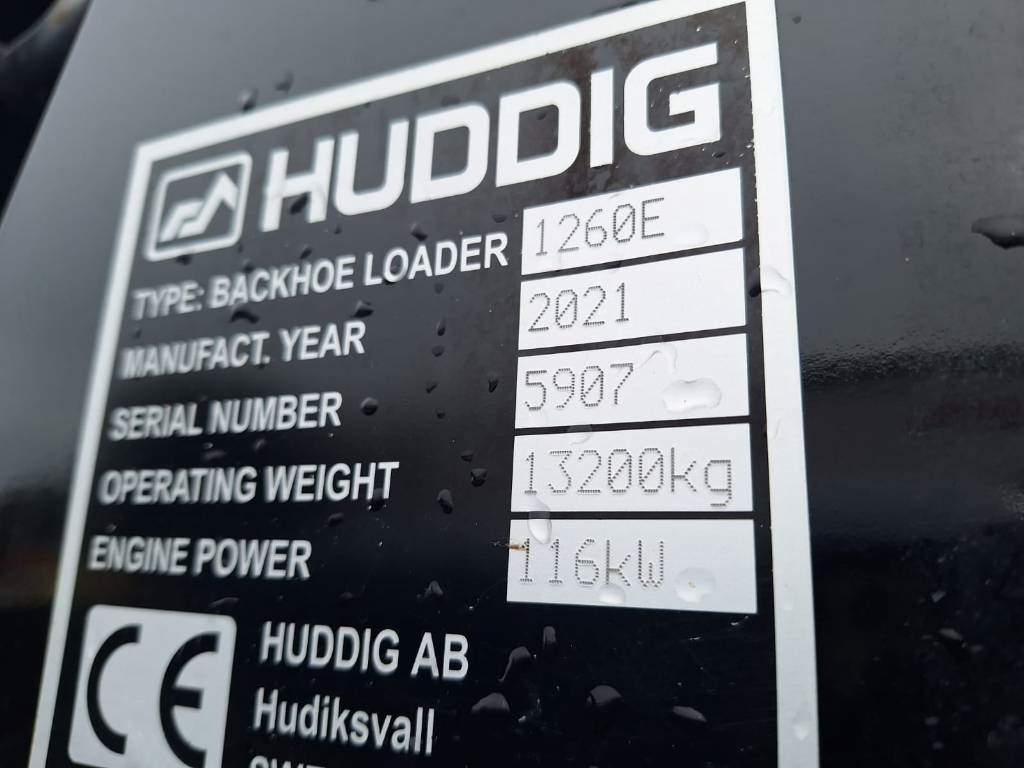 HUDDIG
TYPE: BACKHOE LOADER 1260E
MANUFACT. YEAR 2021
SERIAL NUMBER 5907
OPERATING WEIGHT 13200kg
ENGINE POWER 116kW
CE HUDDIG AB
Hudiksvall